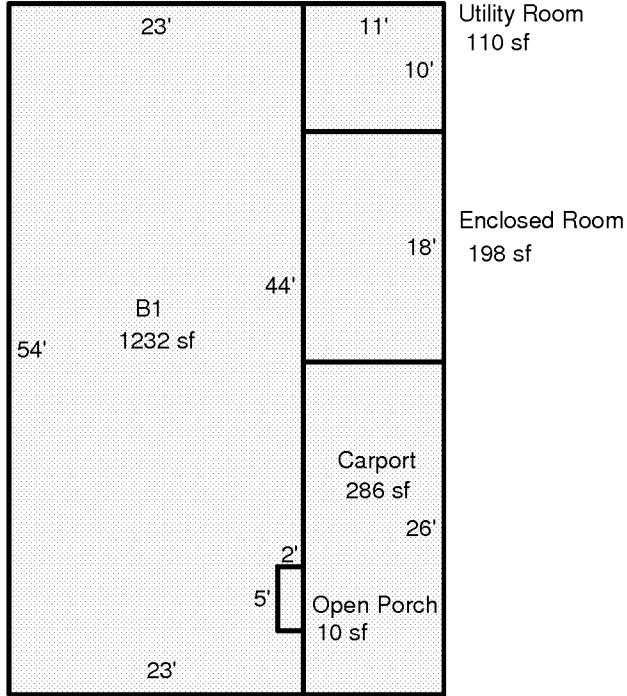 23'
11'
Utility Room
110 sf
10'
Enclosed Room
18'
198 sf
44'
B1
1232 sf
54'
Carport
286 sf
26'
2'
5'
Open Porch
10 sf
23'